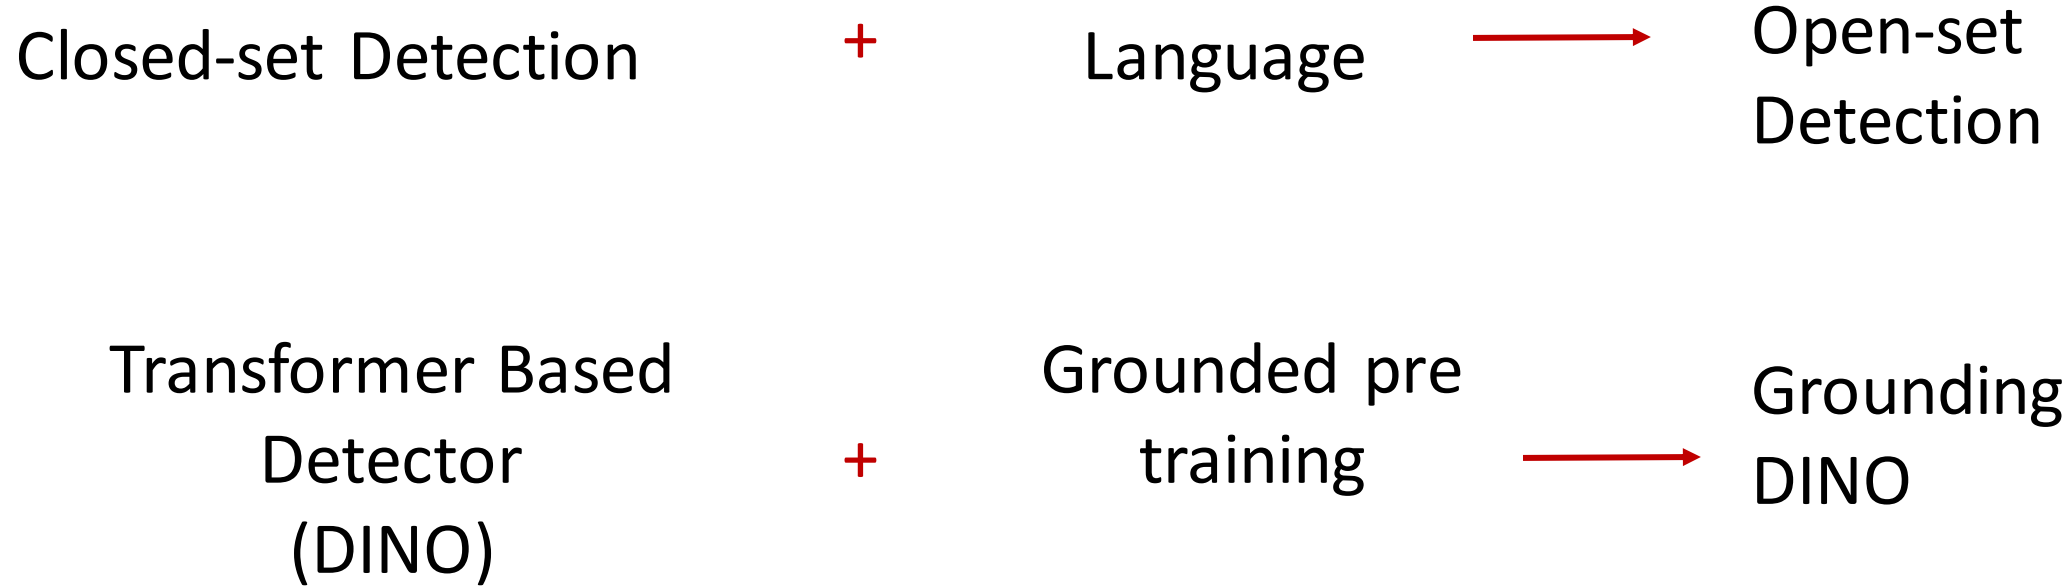 Closed-set Detection + Language Open-set
Detection
Transformer Based
Detector
(DINO)
+
Grounded pre
training
Grounding
DINO